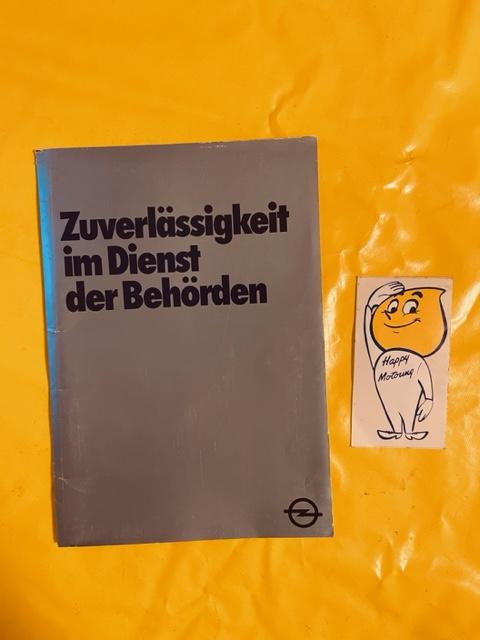 Zuverlässigkeit
im Dienst
der Behörden
Happy
Motoring